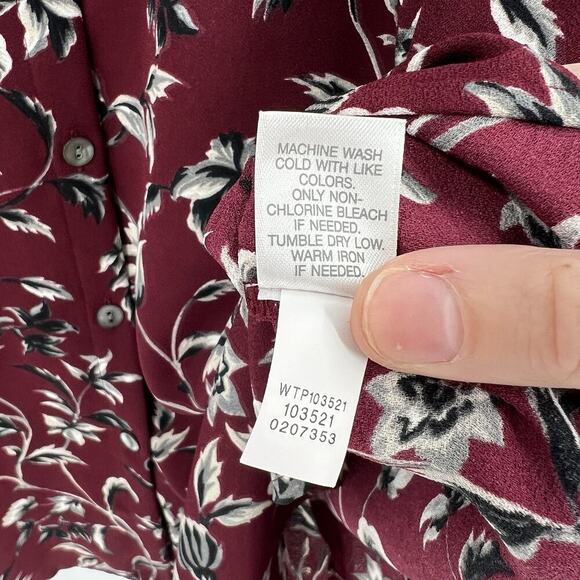 MACHINE WASH
COLD WITH LIKE
COLORS.
ONLY NON-
CHLORINE BLEACH
IF NEEDED.
TUMBLE DRY LOW.
WARM IRON
IF NEEDED.
WTP103521
103521
0207353